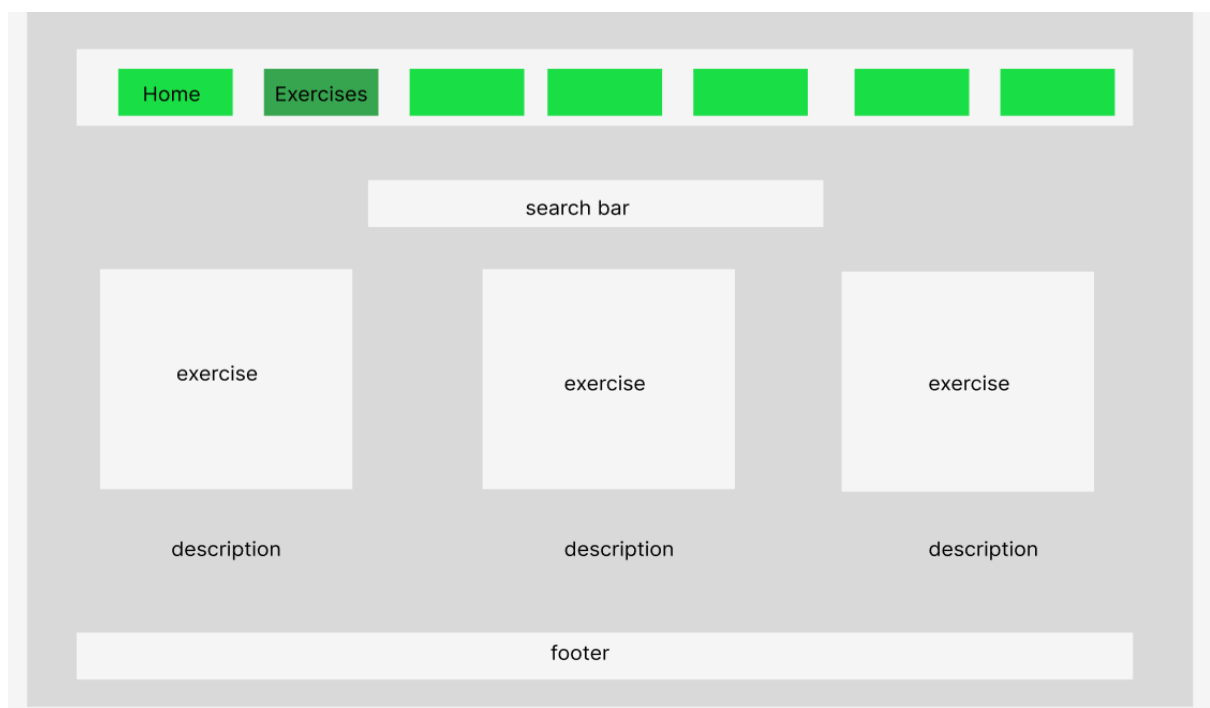 Home
Exercises
search bar
exercise
exercise
exercise
description
description
description
footer